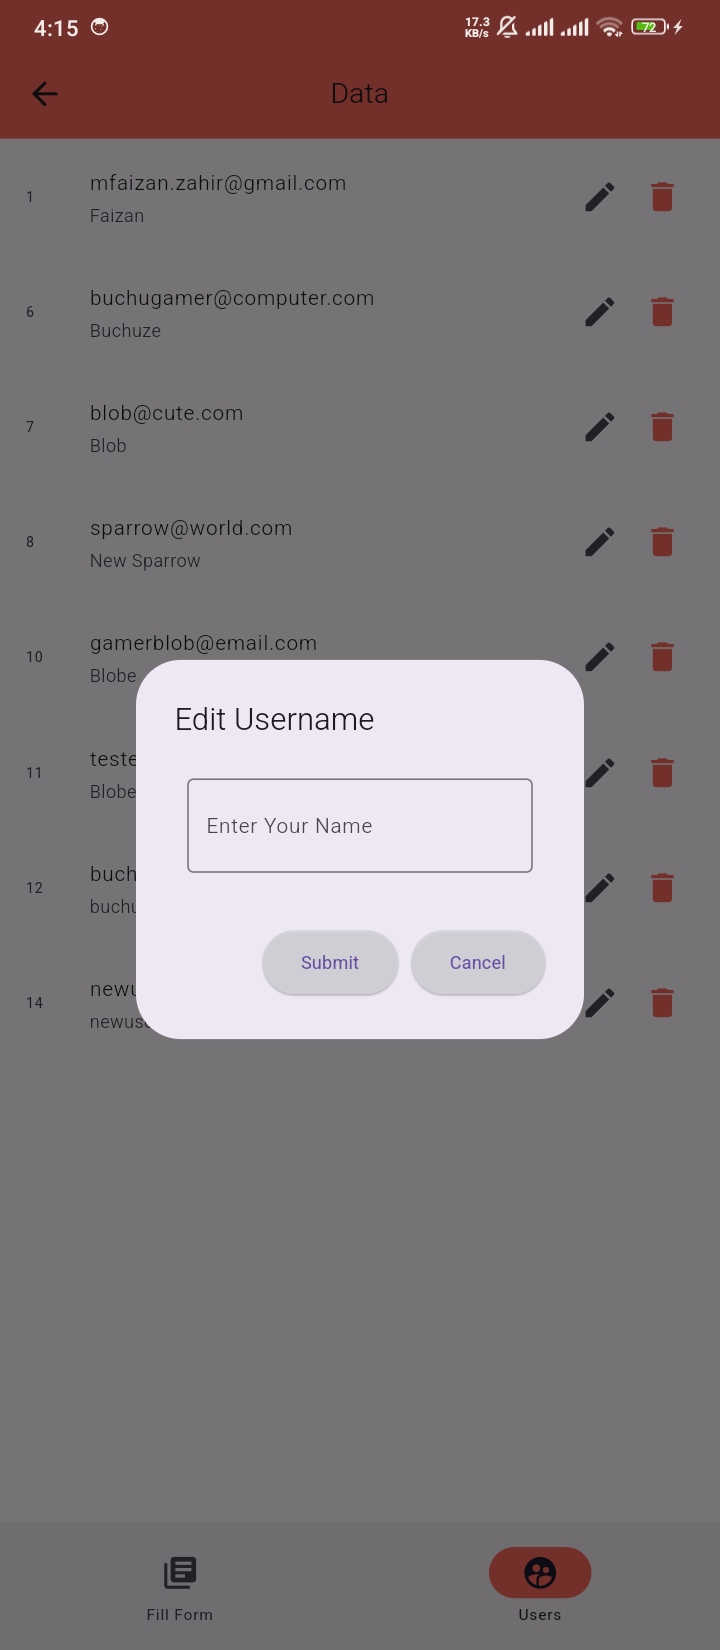 4:15
17.3
KB/s
72
Data
1
mfaizan.zahir@gmail.com
Faizan
6
buchugamer@computer.com
Buchuze
7
blob@cute.com
Blob
8
sparrow@world.com
New Sparrow
10
gamerblob@email.com
Blobe
11
teste
Blobe
12
buch
buchu
14
newu
newus
Edit Username
Enter Your Name
Submit
Cancel
Fill Form
Users